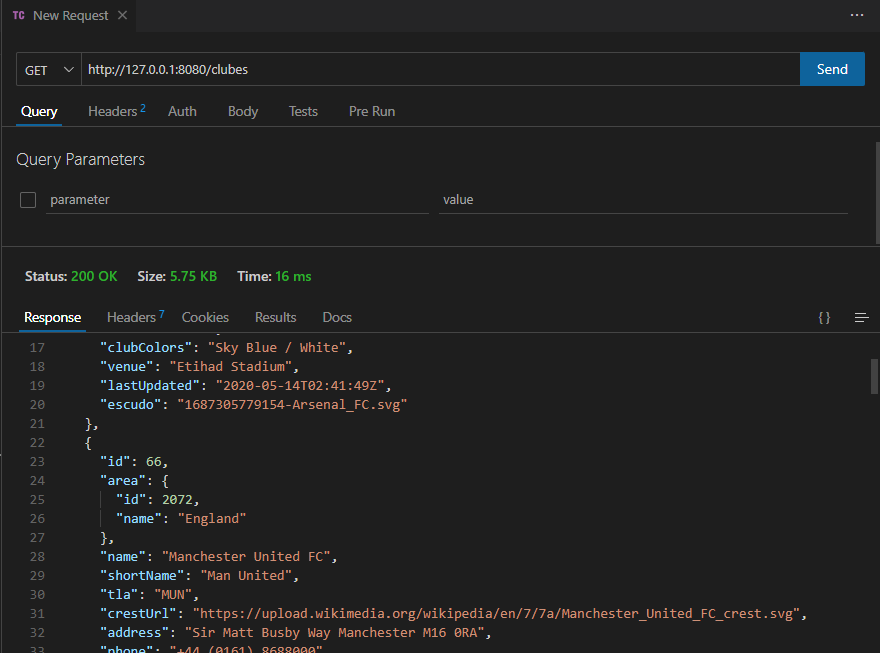 TC New Request
GET http://127.0.0.1:8080/clubes Send
Query Headers 2 Auth Body Tests Pre Run
Query Parameters
parameter value
Status: 200 OK Size: 5.75 KB Time: 16 ms
Response Headers 7 Cookies Results Docs { }
17 "clubColors": "Sky Blue / White",
18 "venue": "Etihad Stadium",
19 "lastUpdated": "2020-05-14T02:41:49Z",
20 "escudo": "1687305779154-Arsenal_FC.svg"
21 },
22 {
23 "id": 66,
24 "area": {
25 "id": 2072,
26 "name": "England"
27 },
28 "name": "Manchester United FC",
29 "shortName": "Man United",
30 "tla": "MUN",
31 "crestUrl": "https://upload.wikimedia.org/wikipedia/en/7/7a/Manchester_United_FC_crest.svg",
32 "address": "Sir Matt Busby Way Manchester M16 0RA",
33 "phone": "+44 (0161) 8688000"